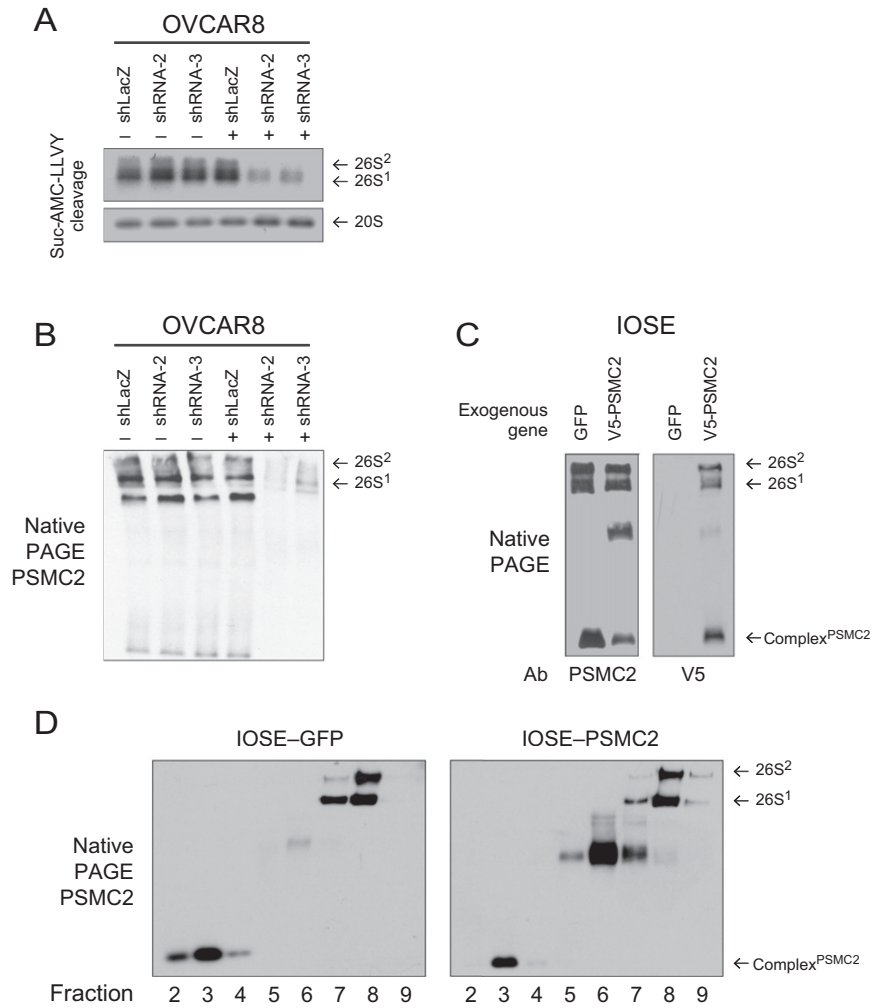 A
OVCAR8
– shLacZ
– shRNA-2
– shRNA-3
+ shLacZ
+ shRNA-2
+ shRNA-3
Suc-AMC-LLVY
cleavage
← 26S²
← 26S¹
← 20S
B
OVCAR8
– shLacZ
– shRNA-2
– shRNA-3
+ shLacZ
+ shRNA-2
+ shRNA-3
← 26S²
← 26S¹
Native
PAGE
PSMC2
C
IOSE
Exogenous
gene
GFP
V5-PSMC2
GFP
V5-PSMC2
← 26S²
← 26S¹
Native
PAGE
← Complex^PSMC2
Ab PSMC2 V5
D
IOSE–GFP
IOSE–PSMC2
← 26S²
← 26S¹
Native
PAGE
PSMC2
← Complex^PSMC2
Fraction 2 3 4 5 6 7 8 9 2 3 4 5 6 7 8 9